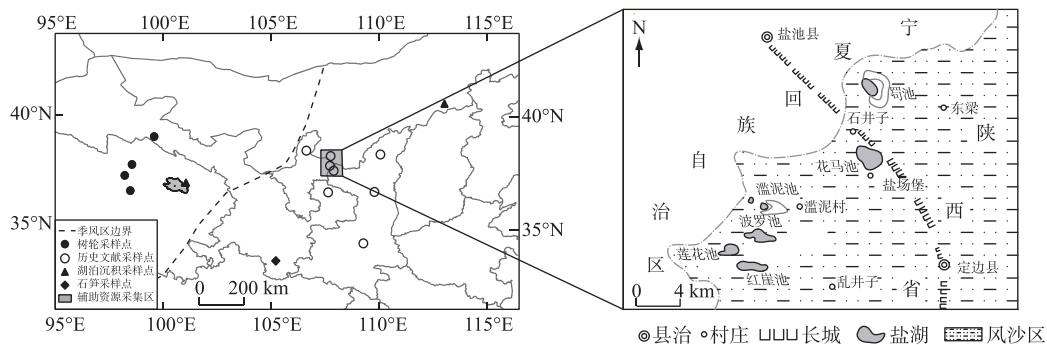 95°E 100°E 105°E 110°E 115°E
40°N
35°N
40°N
35°N
季风区边界
树轮采样点
历史文献采样点
湖泊沉积采样点
石笋采样点
辅助资源采集区
0 200 km
95°E 100°E 105°E 110°E 115°E
N
盐池县
宁
夏
回
族
自
治
区
苟池
东梁
石井子
陕
花马池
盐场堡
滥泥池
滥泥村
西
波罗池
莲花池
定边县
红崖池
乱井子
省
0 4 km
县治 村庄 长城 盐湖 风沙区